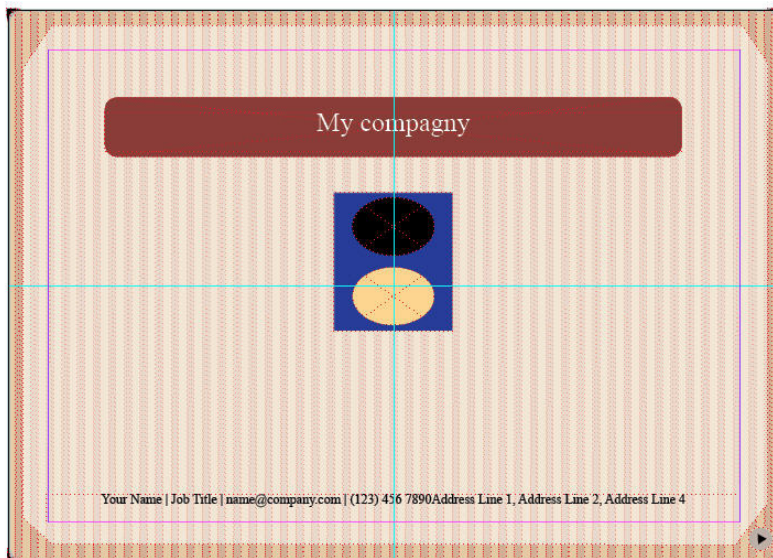 My compagny
Your Name | Job Title | name@company.com | (123) 456 7890Address Line 1, Address Line 2, Address Line 4